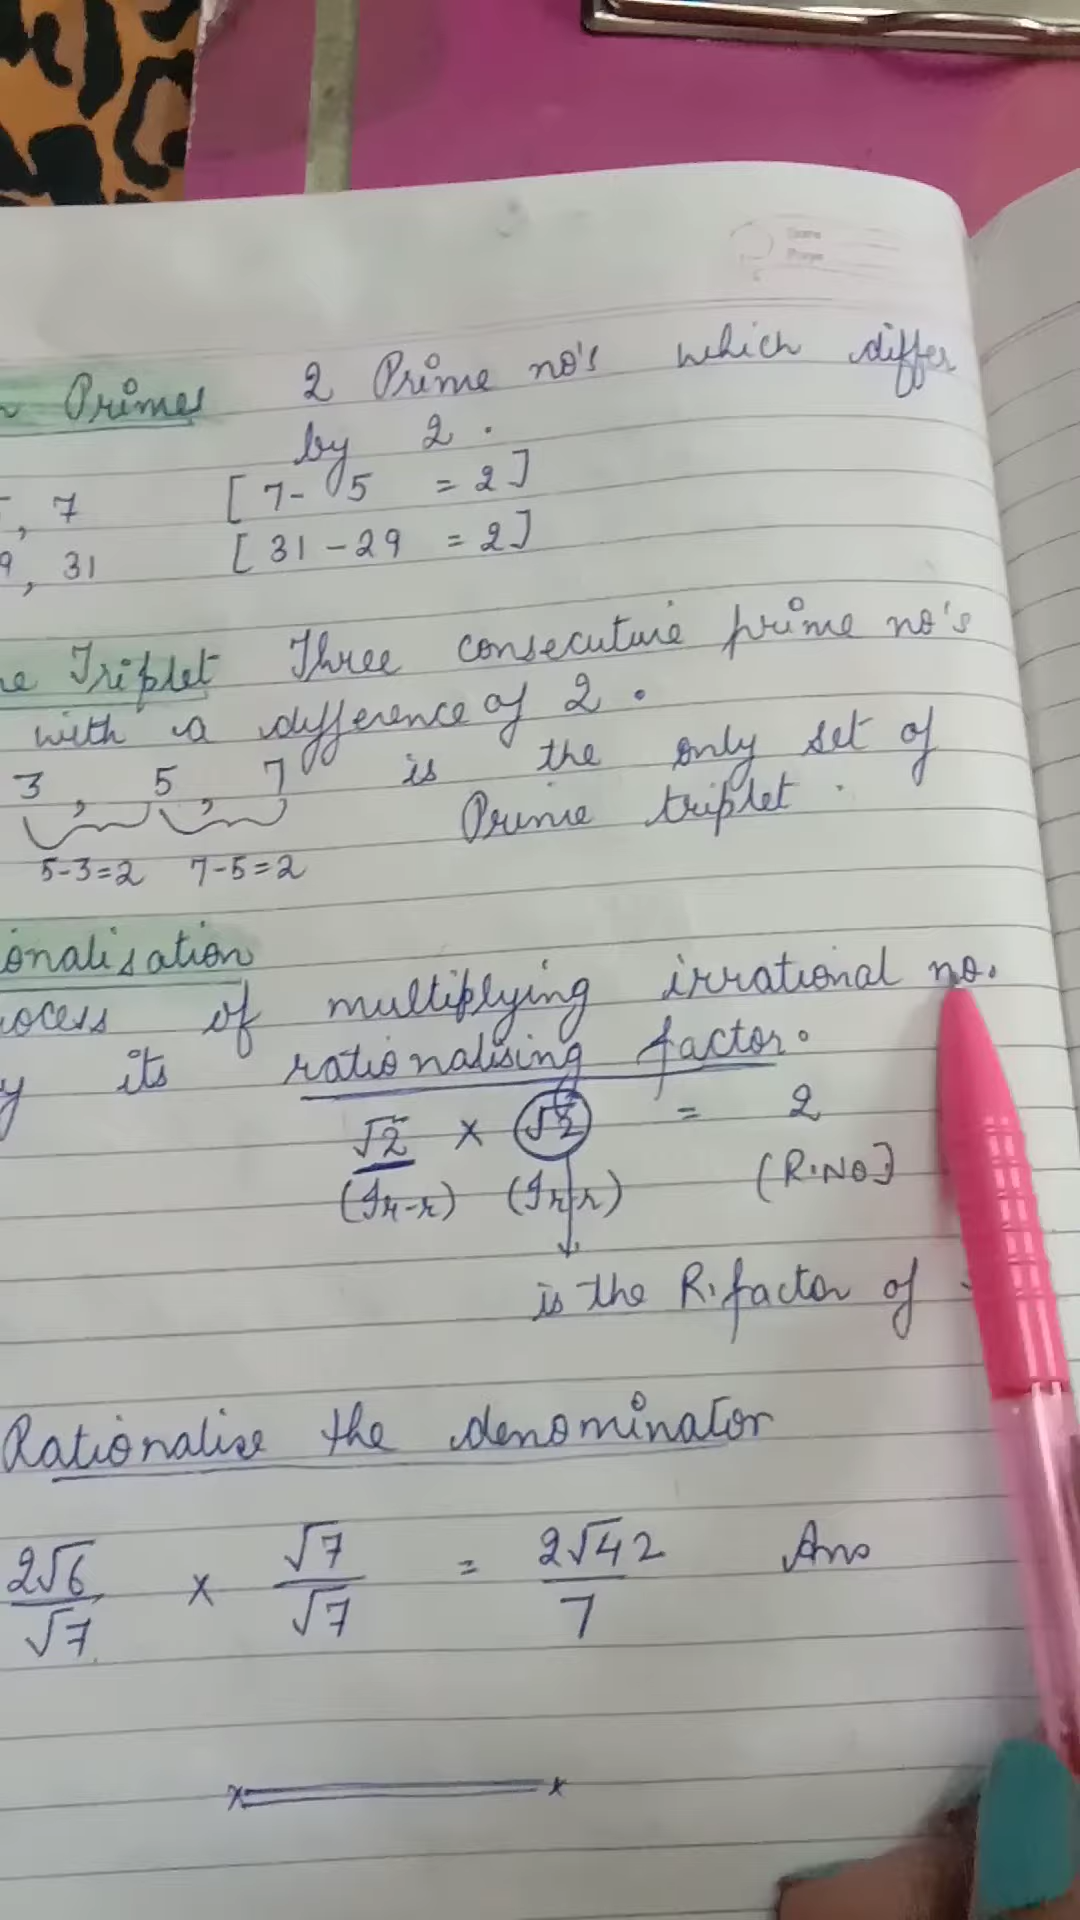 Primes 2 Prime no's which differ
by 2.
, 7 [ 7- 5 = 2 ]
9, 31 [ 31 - 29 = 2 ]
Triplet Three consecutive prime no's
with a difference of 2.
3, 5, 7 is the only set of
Prime triplet.
5-3=2 7-5=2
onalisation
ocess of multiplying irrational no.
y its rationalising factor.
√2 × √2 = 2
(Ir-r) (Ir-r) (R.NO)
is the R.factor of
Rationalise the denominator
2√6/√7 × √7/√7 = 2√42/7 Ans
x x